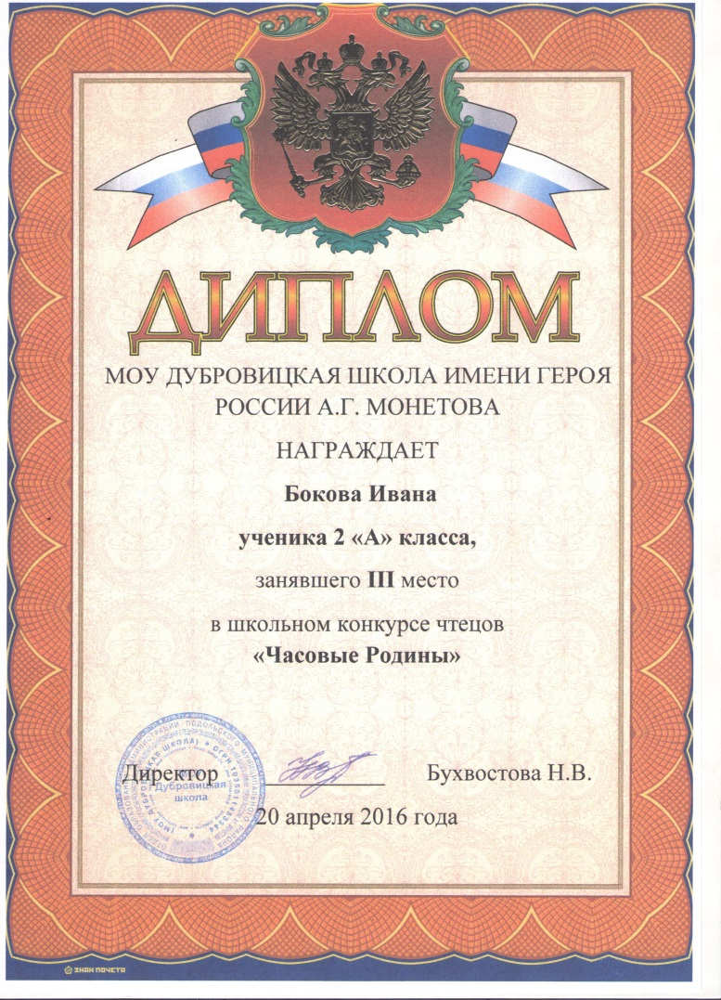 ДИПЛОМ
МОУ ДУБРОВИЦКАЯ ШКОЛА ИМЕНИ ГЕРОЯ
РОССИИ А.Г. МОНЕТОВА
НАГРАЖДАЕТ
Бокова Ивана
ученика 2 «А» класса,
занявшего III место
в школьном конкурсе чтецов
«Часовые Родины»
Директор Бухвостова Н.В.
Дубровицкая
школа
20 апреля 2016 года
ЗНАК ПОЧЕТА